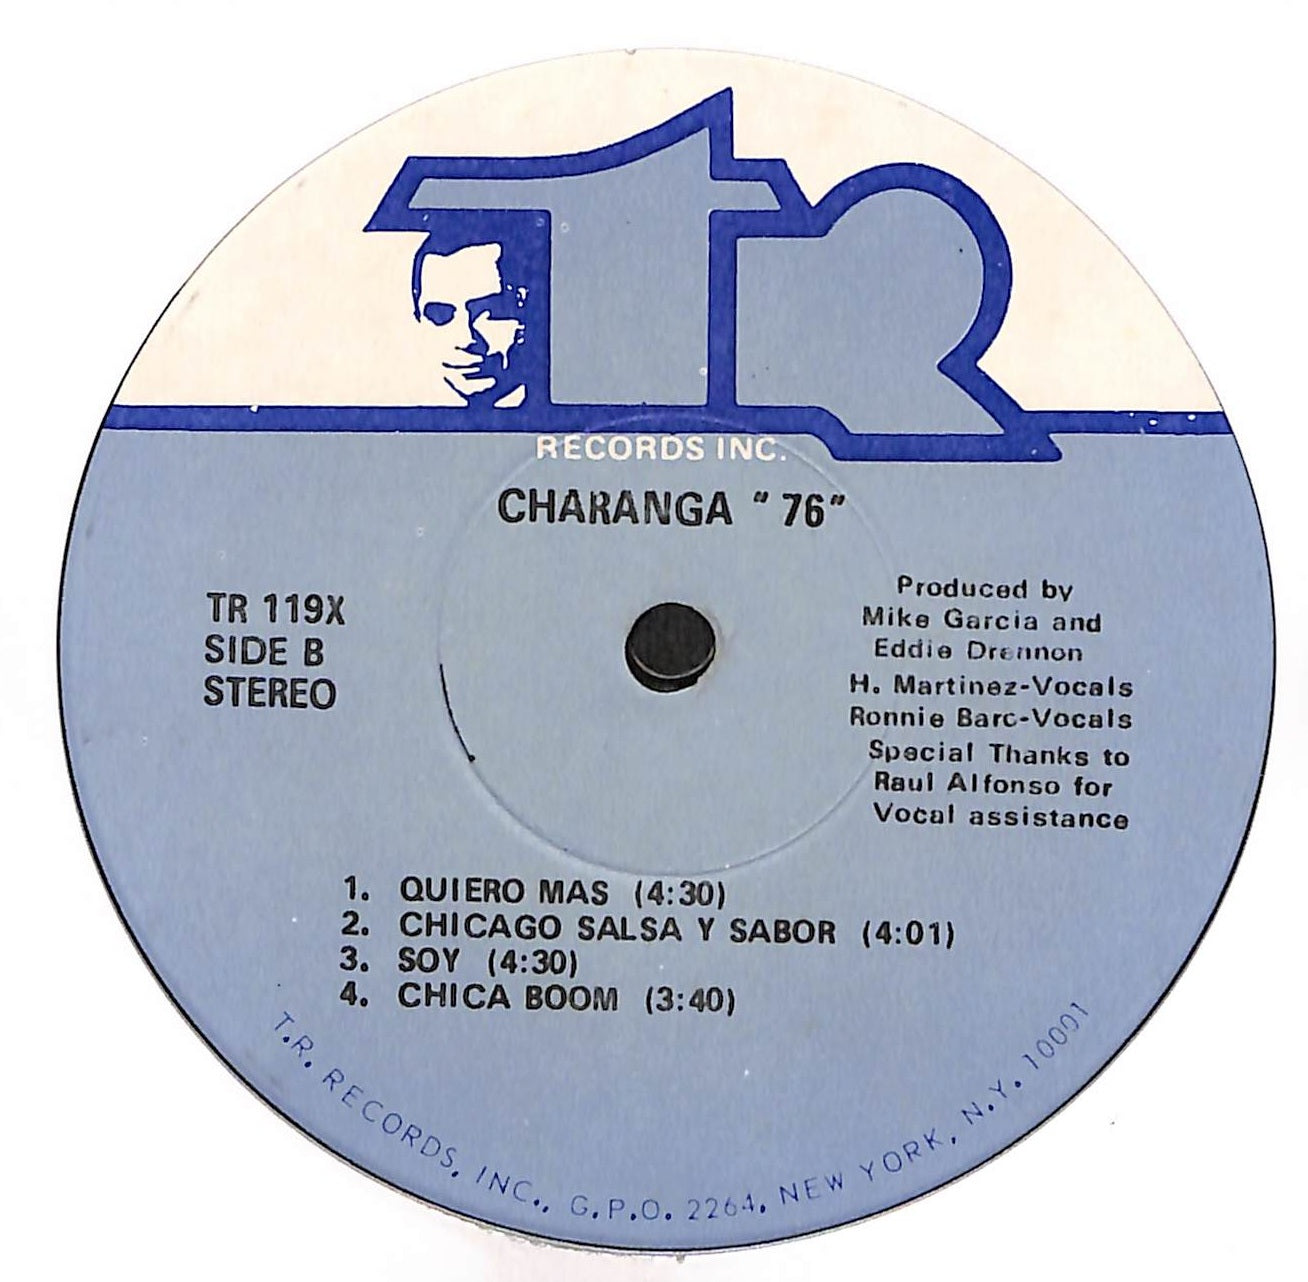 TR
RECORDS INC.
CHARANGA " 76"
TR 119X
SIDE B
STEREO
Produced by
Mike Garcia and
Eddie Drennon
H. Martinez-Vocals
Ronnie Barc-Vocals
Special Thanks to
Raul Alfonso for
Vocal assistance
1. QUIERO MAS (4:30)
2. CHICAGO SALSA Y SABOR (4:01)
3. SOY (4:30)
4. CHICA BOOM (3:40)
T.R. RECORDS, INC., G.P.O. 2264, NEW YORK, N.Y. 10001